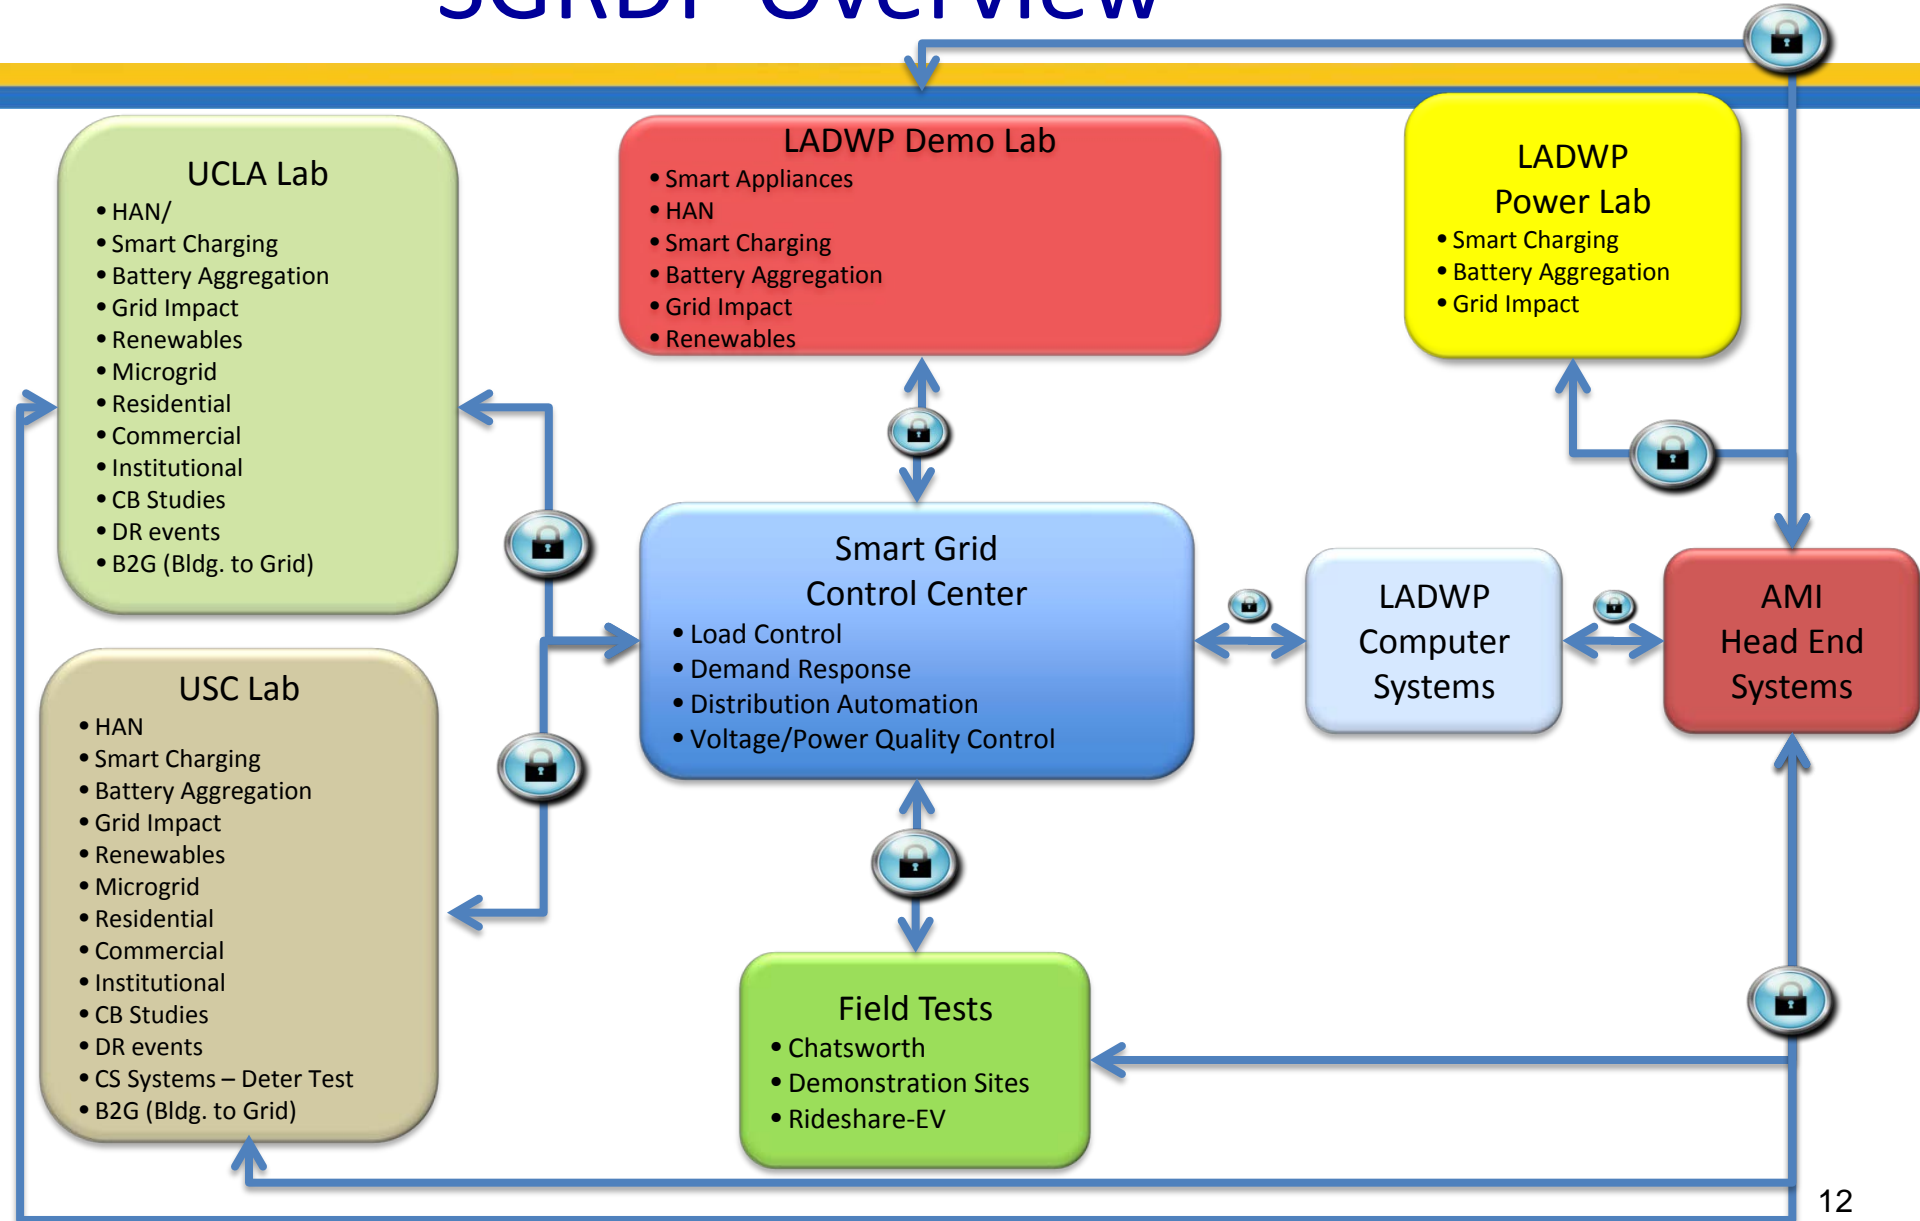 SGRDP Overview
UCLA Lab
• HAN/
• Smart Charging
• Battery Aggregation
• Grid Impact
• Renewables
• Microgrid
• Residential
• Commercial
• Institutional
• CB Studies
• DR events
• B2G (Bldg. to Grid)
LADWP Demo Lab
• Smart Appliances
• HAN
• Smart Charging
• Battery Aggregation
• Grid Impact
• Renewables
LADWP
Power Lab
• Smart Charging
• Battery Aggregation
• Grid Impact
Smart Grid
Control Center
• Load Control
• Demand Response
• Distribution Automation
• Voltage/Power Quality Control
LADWP
Computer
Systems
AMI
Head End
Systems
USC Lab
• HAN
• Smart Charging
• Battery Aggregation
• Grid Impact
• Renewables
• Microgrid
• Residential
• Commercial
• Institutional
• CB Studies
• DR events
• CS Systems – Deter Test
• B2G (Bldg. to Grid)
Field Tests
• Chatsworth
• Demonstration Sites
• Rideshare-EV
12